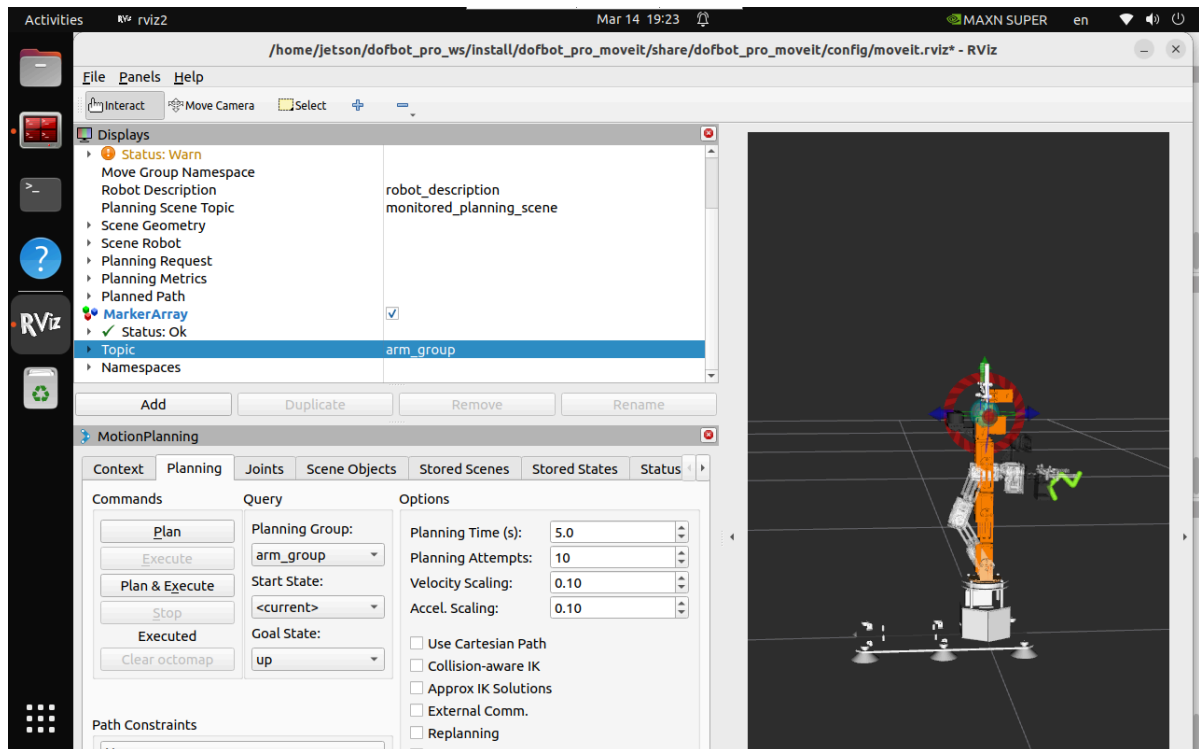 Activities rviz2 Mar 14 19:23 MAXN SUPER en
/home/jetson/dofbot_pro_ws/install/dofbot_pro_moveit/share/dofbot_pro_moveit/config/moveit.rviz* - RViz
File Panels Help
Interact Move Camera Select
Displays
Status: Warn
Move Group Namespace
Robot Description robot_description
Planning Scene Topic monitored_planning_scene
Scene Geometry
Scene Robot
Planning Request
Planning Metrics
Planned Path
MarkerArray
Status: Ok
Topic arm_group
Namespaces
Add Duplicate Remove Rename
MotionPlanning
Context Planning Joints Scene Objects Stored Scenes Stored States Status
Commands Query Options
Plan
Execute
Plan & Execute
Stop
Executed
Clear octomap
Planning Group:
arm_group
Start State:
<current>
Goal State:
up
Planning Time (s): 5.0
Planning Attempts: 10
Velocity Scaling: 0.10
Accel. Scaling: 0.10
Use Cartesian Path
Collision-aware IK
Approx IK Solutions
External Comm.
Replanning
Path Constraints
RViz